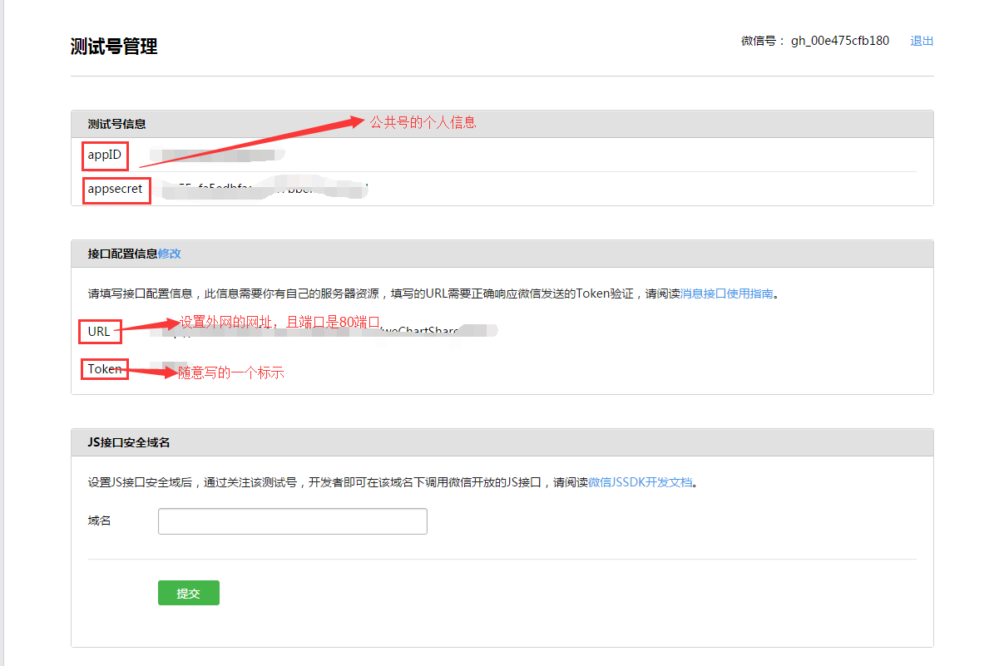 测试号管理
微信号： gh_00e475cfb180 退出
测试号信息
公共号的个人信息
appID
appsecret
接口配置信息修改
请填写接口配置信息，此信息需要你有自己的服务器资源，填写的URL需要正确响应微信发送的Token验证，请阅读消息接口使用指南。
设置外网的网址，且端口是80端口
URL
Token
随意写的一个标示
JS接口安全域名
设置JS接口安全域后，通过关注该测试号，开发者即可在该域名下调用微信开放的JS接口，请阅读微信JSSDK开发文档。
域名
提交